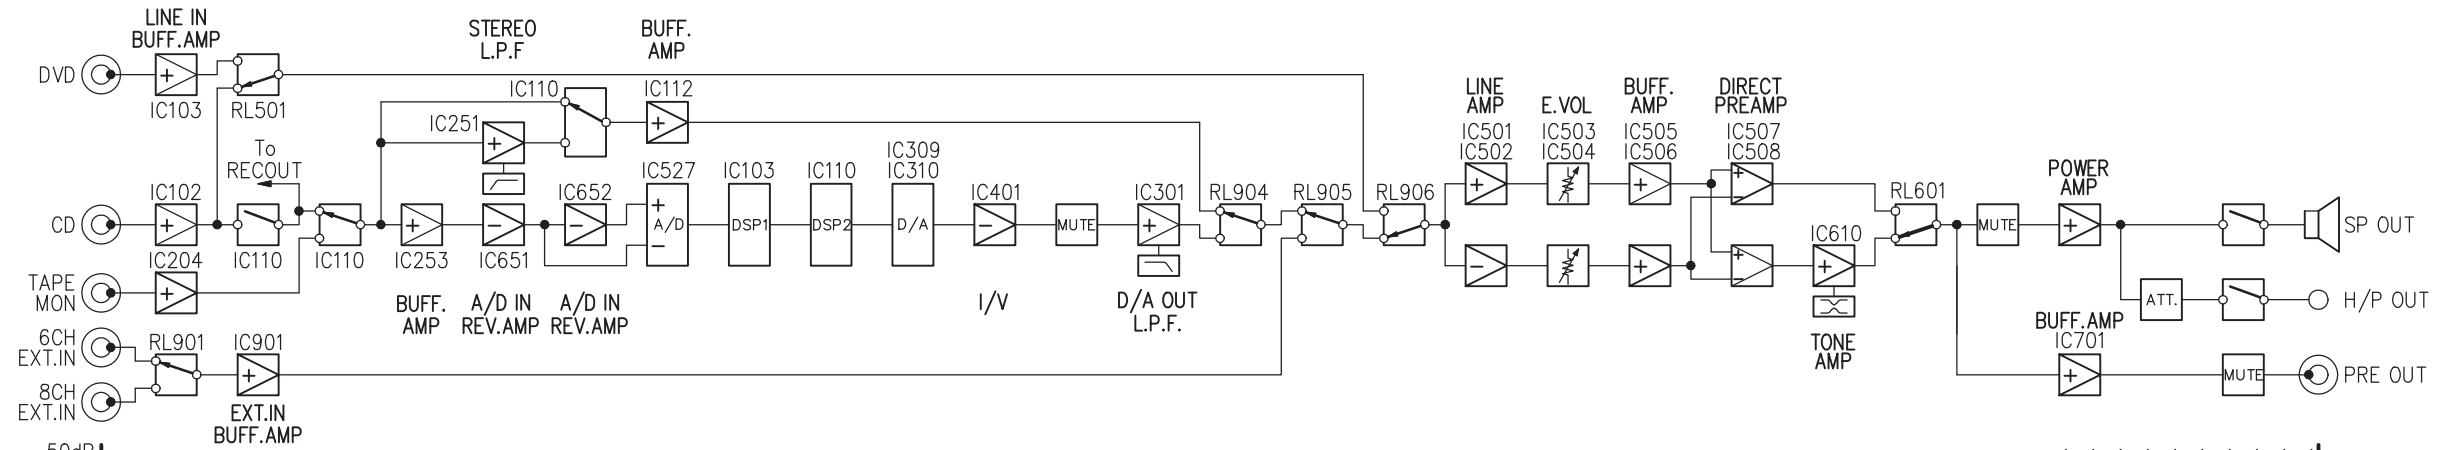 LINE IN
BUFF.AMP
DVD
IC103
RL501
STEREO
L.P.F
BUFF.
AMP
IC110
IC112
IC251
To
RECOUT
CD
IC102
IC110
IC110
TAPE
MON
IC204
IC253
BUFF.
AMP
IC651
A/D IN
REV.AMP
IC652
A/D IN
REV.AMP
IC527
A/D
IC103
DSP1
IC110
DSP2
IC309
IC310
D/A
IC401
I/V
MUTE
IC301
D/A OUT
L.P.F.
RL904
RL905
RL906
6CH
EXT.IN
8CH
EXT.IN
RL901
IC901
EXT.IN
BUFF.AMP
LINE
AMP
IC501
IC502
E.VOL
IC503
IC504
BUFF.
AMP
IC505
IC506
DIRECT
PREAMP
IC507
IC508
IC610
TONE
AMP
RL601
MUTE
POWER
AMP
SP OUT
ATT.
H/P OUT
BUFF.AMP
IC701
MUTE
PRE OUT